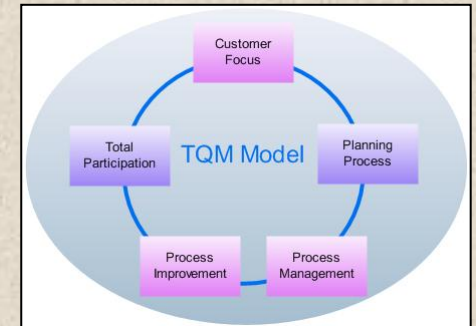 Customer
Focus
Total
Participation
TQM Model
Planning
Process
Process
Improvement
Process
Management